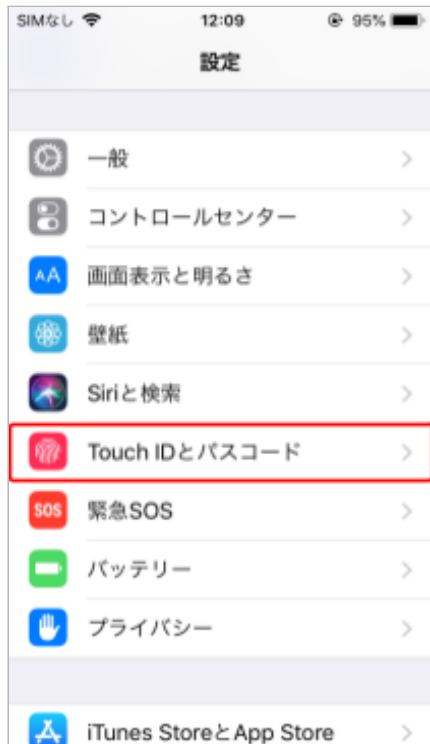 SIMなし 12:09 95%
設定
一般
コントロールセンター
AA 画面表示と明るさ
壁紙
Siriと検索
Touch IDとパスコード
SOS 緊急SOS
バッテリー
プライバシー
iTunes StoreとApp Store